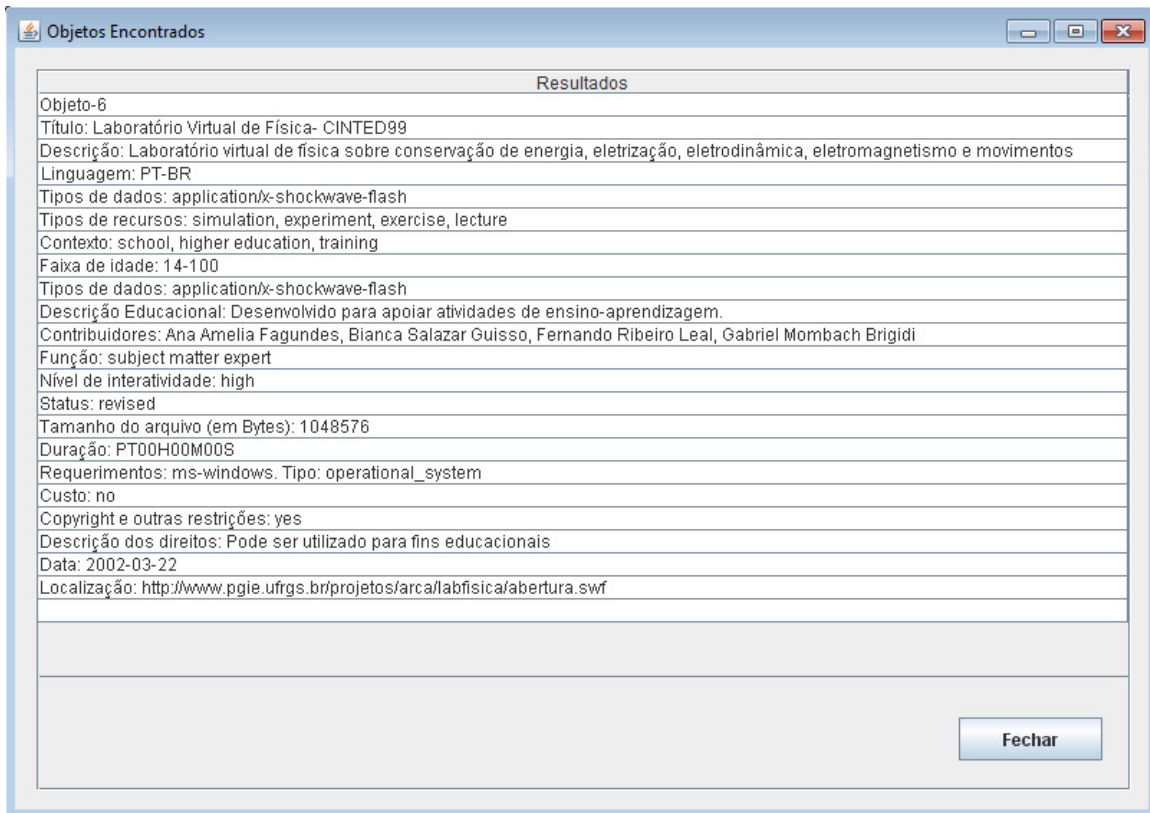 Objetos Encontrados
Resultados
Objeto-6
Título: Laboratório Virtual de Física- CINTED99
Descrição: Laboratório virtual de física sobre conservação de energia, eletrização, eletrodinâmica, eletromagnetismo e movimentos
Linguagem: PT-BR
Tipos de dados: application/x-shockwave-flash
Tipos de recursos: simulation, experiment, exercise, lecture
Contexto: school, higher education, training
Faixa de idade: 14-100
Tipos de dados: application/x-shockwave-flash
Descrição Educacional: Desenvolvido para apoiar atividades de ensino-aprendizagem.
Contribuidores: Ana Amelia Fagundes, Bianca Salazar Guisso, Fernando Ribeiro Leal, Gabriel Mombach Brigidi
Função: subject matter expert
Nível de interatividade: high
Status: revised
Tamanho do arquivo (em Bytes): 1048576
Duração: PT00H00M00S
Requerimentos: ms-windows. Tipo: operational_system
Custo: no
Copyright e outras restrições: yes
Descrição dos direitos: Pode ser utilizado para fins educacionais
Data: 2002-03-22
Localização: http://www.pgie.ufrgs.br/projetos/arca/labfisica/abertura.swf
Fechar